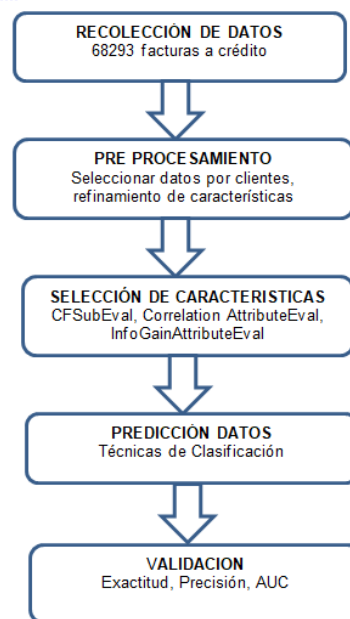 RECOLECCIÓN DE DATOS
68293 facturas a crédito
PRE PROCESAMIENTO
Seleccionar datos por clientes,
refinamiento de características
SELECCIÓN DE CARACTERISTICAS
CFSubEval, Correlation AttributeEval,
InfoGainAttributeEval
PREDICCIÓN DATOS
Técnicas de Clasificación
VALIDACION
Exactitud, Precisión, AUC